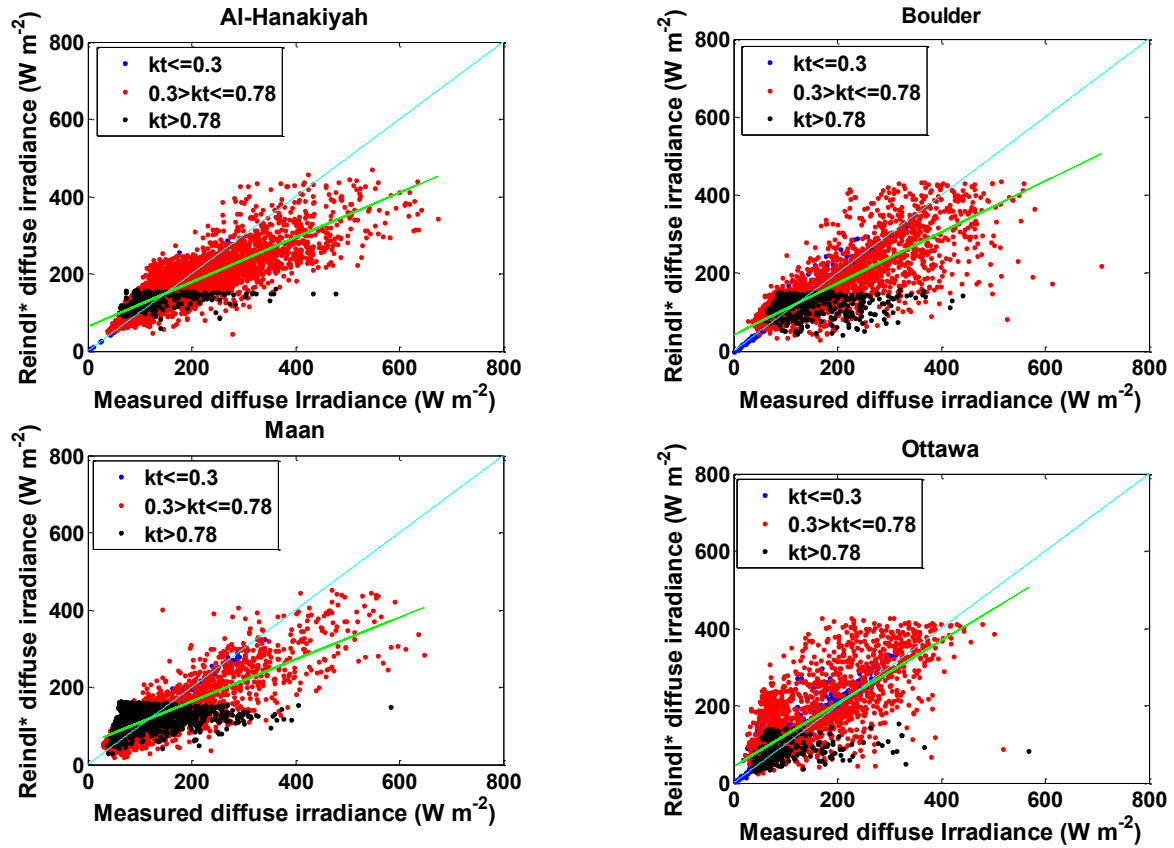 Al-Hanakiyah
Reindl* diffuse irradiance (W m-2)
800
600
400
200
0
kt<=0.3
0.3>kt<=0.78
kt>0.78
0 200 400 600 800
Measured diffuse Irradiance (W m-2)
Boulder
Reindl* diffuse irradiance (W m-2)
800
600
400
200
0
kt<=0.3
0.3>kt<=0.78
kt>0.78
0 200 400 600 800
Measured diffuse irradiance (W m-2)
Maan
Reindl* diffuse irradiance (W m-2)
800
600
400
200
0
kt<=0.3
0.3>kt<=0.78
kt>0.78
0 200 400 600 800
Measured diffuse irradiance (W m-2)
Ottawa
Reindl* diffuse irradiance (W m-2)
800
600
400
200
0
kt<=0.3
0.3>kt<=0.78
kt>0.78
0 200 400 600 800
Measured diffuse Irradiance (W m-2)